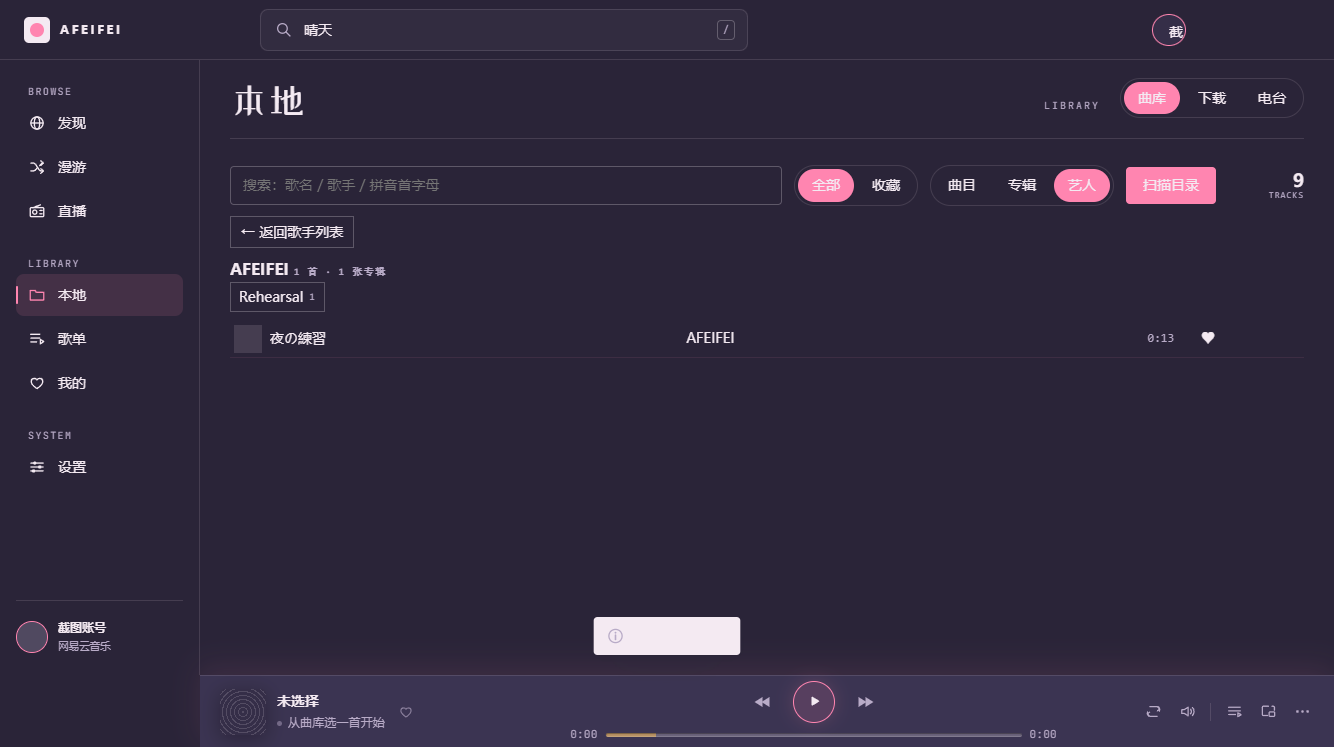 AFEIFEI
晴天
/
截
BROWSE
发现
漫游
直播
LIBRARY
本地
歌单
我的
SYSTEM
设置
截图账号
网易云音乐
本地
LIBRARY
曲库 下载 电台
搜索：歌名 / 歌手 / 拼音首字母
全部 收藏
曲目 专辑 艺人
扫描目录
9
TRACKS
← 返回歌手列表
AFEIFEI 1 首 · 1 张专辑
Rehearsal 1
夜の練習 AFEIFEI 0:13
未选择
从曲库选一首开始
0:00 0:00